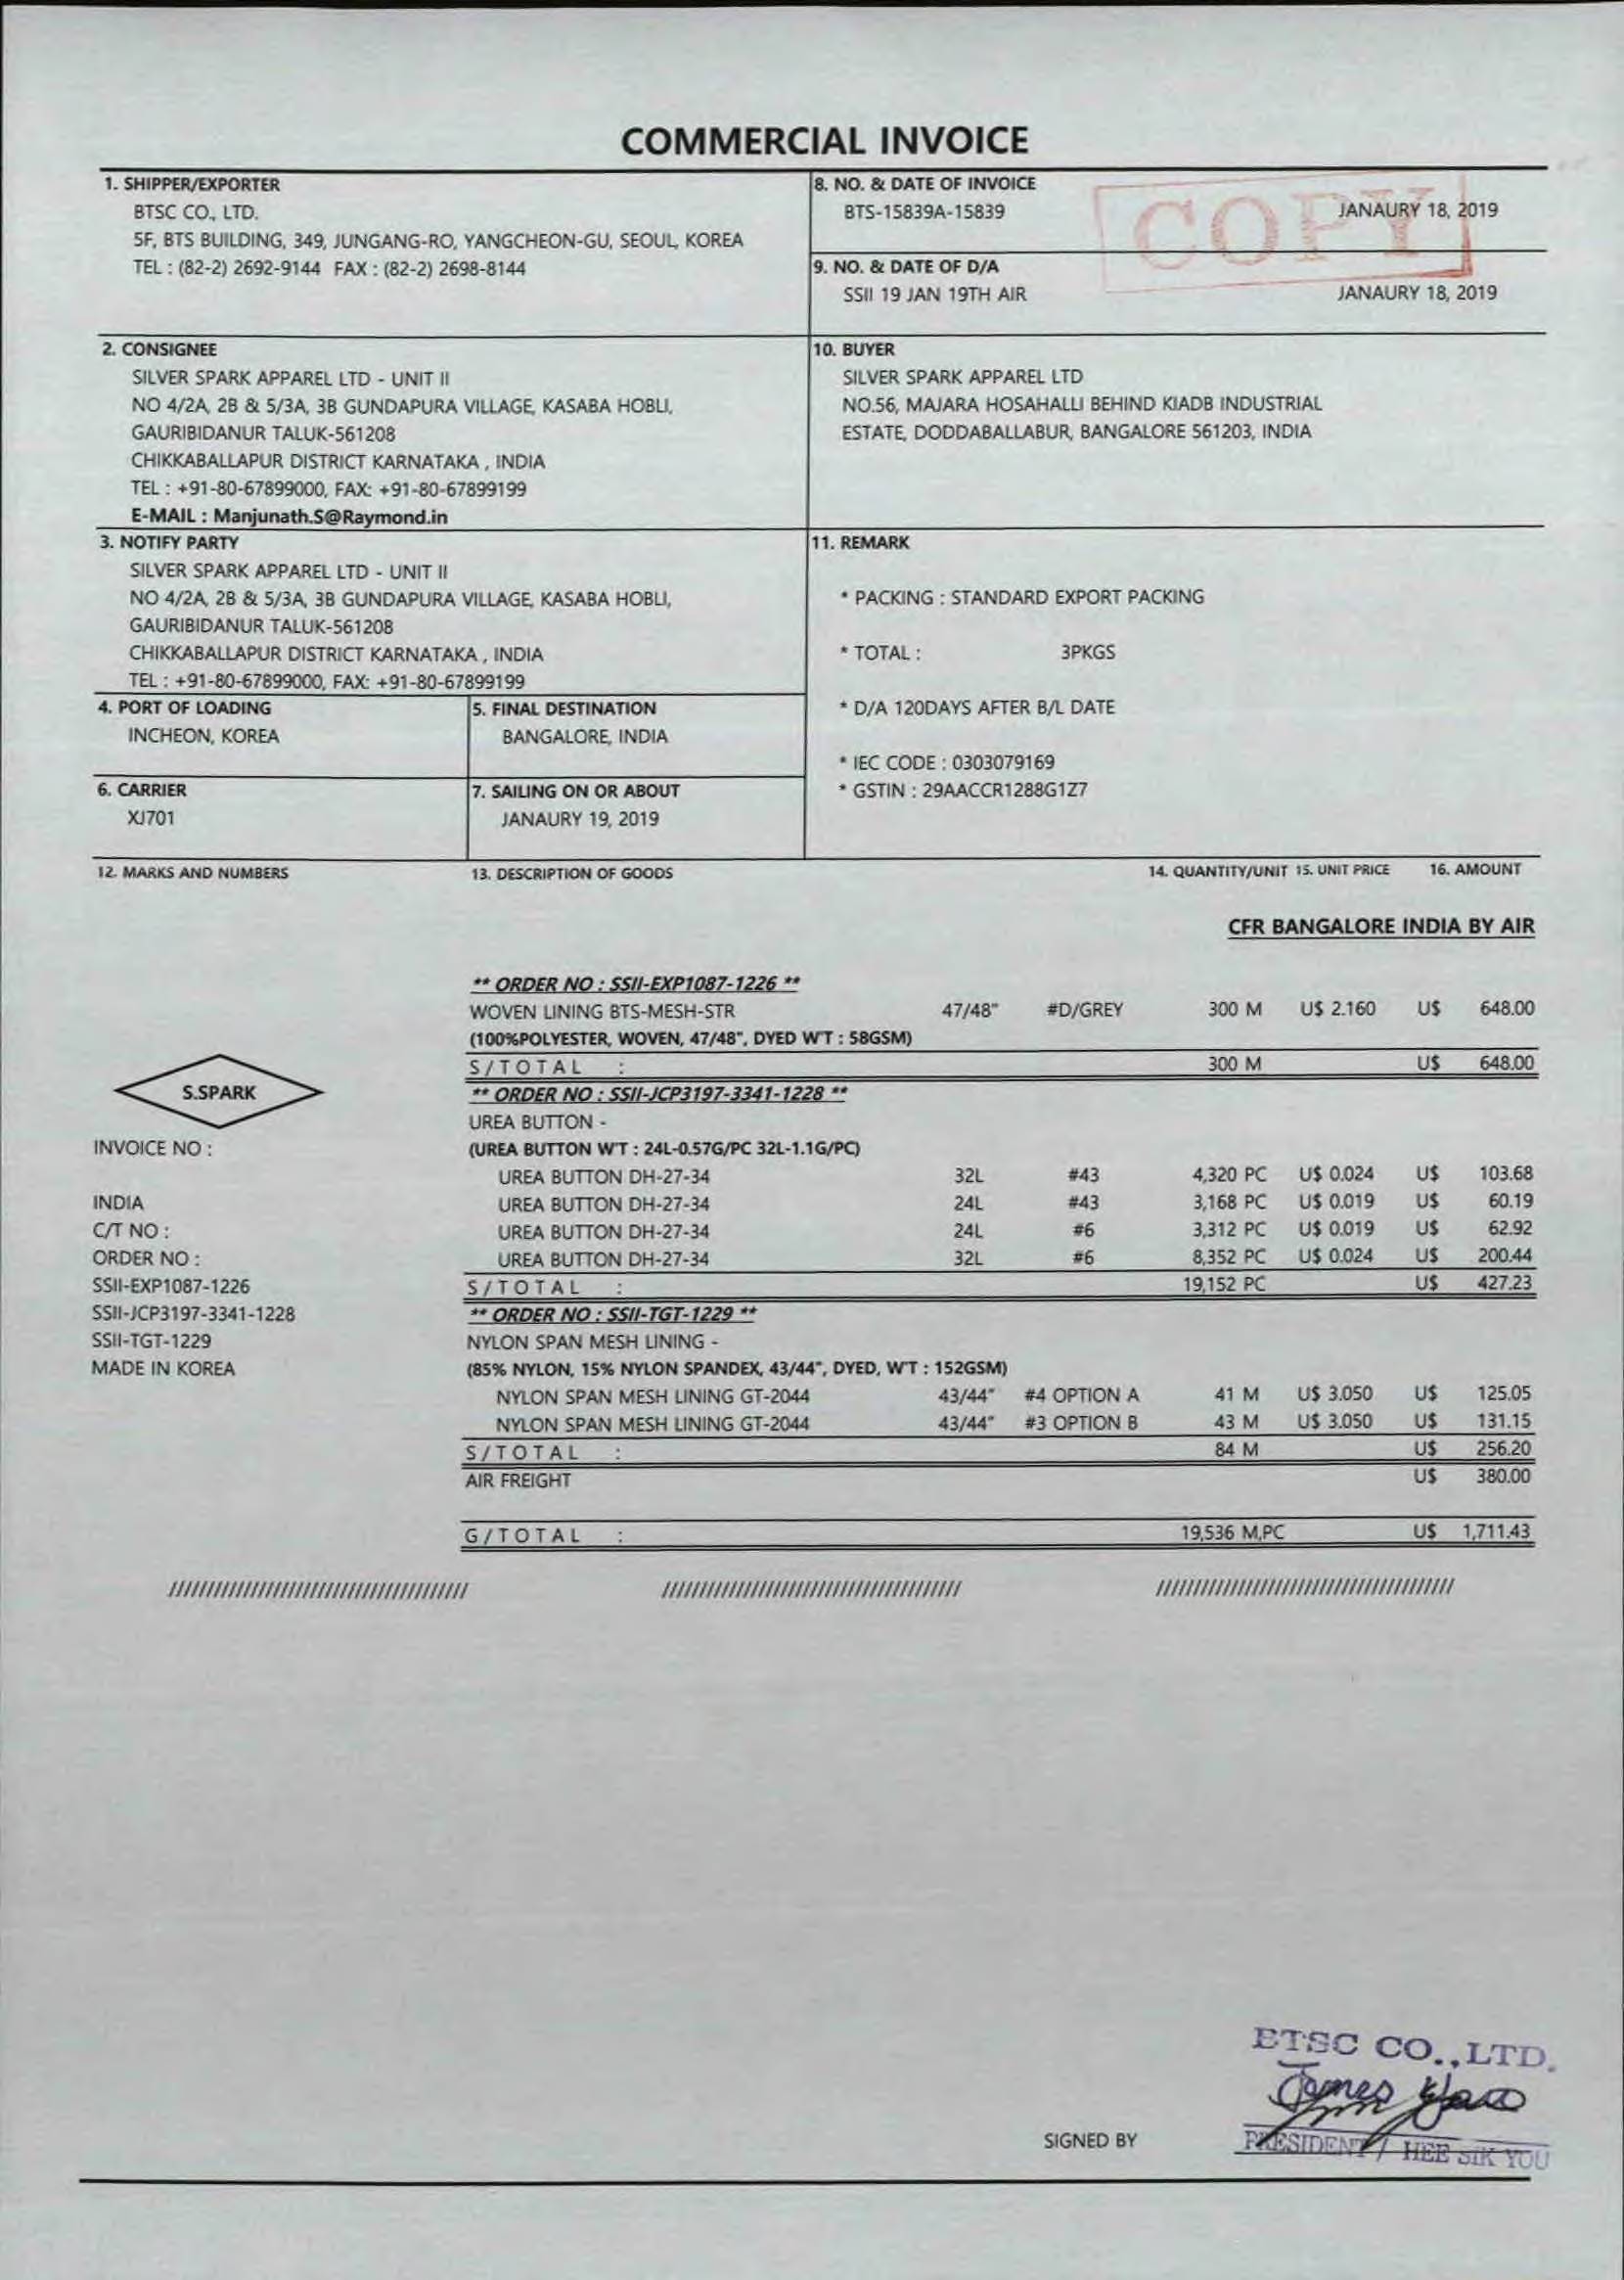 COMMERCIAL INVOICE
1. SHIPPER/EXPORTER
BTSC CO., LTD.
5F, BTS BUILDING, 349, JUNGANG-RO, YANGCHEON-GU, SEOUL, KOREA
TEL : (82-2) 2692-9144 FAX : (82-2) 2698-8144
8. NO. & DATE OF INVOICE
BTS-15839A-15839 JANAURY 18, 2019
COPY
9. NO. & DATE OF D/A
SSII 19 JAN 19TH AIR JANAURY 18, 2019
2. CONSIGNEE
SILVER SPARK APPAREL LTD - UNIT II
NO 4/2A, 2B & 5/3A, 3B GUNDAPURA VILLAGE, KASABA HOBLI,
GAURIBIDANUR TALUK-561208
CHIKKABALLAPUR DISTRICT KARNATAKA , INDIA
TEL : +91-80-67899000, FAX: +91-80-67899199
E-MAIL : Manjunath.S@Raymond.in
10. BUYER
SILVER SPARK APPAREL LTD
NO.56, MAJARA HOSAHALLI BEHIND KIADB INDUSTRIAL
ESTATE, DODDABALLABUR, BANGALORE 561203, INDIA
3. NOTIFY PARTY
SILVER SPARK APPAREL LTD - UNIT II
NO 4/2A, 2B & 5/3A, 3B GUNDAPURA VILLAGE, KASABA HOBLI,
GAURIBIDANUR TALUK-561208
CHIKKABALLAPUR DISTRICT KARNATAKA , INDIA
TEL : +91-80-67899000, FAX: +91-80-67899199
11. REMARK
* PACKING : STANDARD EXPORT PACKING
* TOTAL : 3PKGS
* D/A 120DAYS AFTER B/L DATE
* IEC CODE : 0303079169
* GSTIN : 29AACCR1288G1Z7
4. PORT OF LOADING
INCHEON, KOREA
5. FINAL DESTINATION
BANGALORE, INDIA
6. CARRIER
XJ701
7. SAILING ON OR ABOUT
JANAURY 19, 2019
12. MARKS AND NUMBERS 13. DESCRIPTION OF GOODS 14. QUANTITY/UNIT 15. UNIT PRICE 16. AMOUNT
CFR BANGALORE INDIA BY AIR
S.SPARK
INVOICE NO :
INDIA
C/T NO :
ORDER NO :
SSII-EXP1087-1226
SSII-JCP3197-3341-1228
SSII-TGT-1229
MADE IN KOREA
** ORDER NO : SSII-EXP1087-1226 **
WOVEN LINING BTS-MESH-STR 47/48" #D/GREY 300 M U$ 2.160 U$ 648.00
(100%POLYESTER, WOVEN, 47/48", DYED W'T : 58GSM)
S/TOTAL : 300 M U$ 648.00
** ORDER NO : SSII-JCP3197-3341-1228 **
UREA BUTTON -
(UREA BUTTON W'T : 24L-0.57G/PC 32L-1.1G/PC)
UREA BUTTON DH-27-34 32L #43 4,320 PC U$ 0.024 U$ 103.68
UREA BUTTON DH-27-34 24L #43 3,168 PC U$ 0.019 U$ 60.19
UREA BUTTON DH-27-34 24L #6 3,312 PC U$ 0.019 U$ 62.92
UREA BUTTON DH-27-34 32L #6 8,352 PC U$ 0.024 U$ 200.44
S/TOTAL : 19,152 PC U$ 427.23
** ORDER NO : SSII-TGT-1229 **
NYLON SPAN MESH LINING -
(85% NYLON, 15% NYLON SPANDEX, 43/44", DYED, W'T : 152GSM)
NYLON SPAN MESH LINING GT-2044 43/44" #4 OPTION A 41 M U$ 3.050 U$ 125.05
NYLON SPAN MESH LINING GT-2044 43/44" #3 OPTION B 43 M U$ 3.050 U$ 131.15
S/TOTAL : 84 M U$ 256.20
AIR FREIGHT U$ 380.00
G/TOTAL : 19,536 M,PC U$ 1,711.43
BTSC CO.,LTD.
SIGNED BY
PRESIDENT / HEE SIK YOU